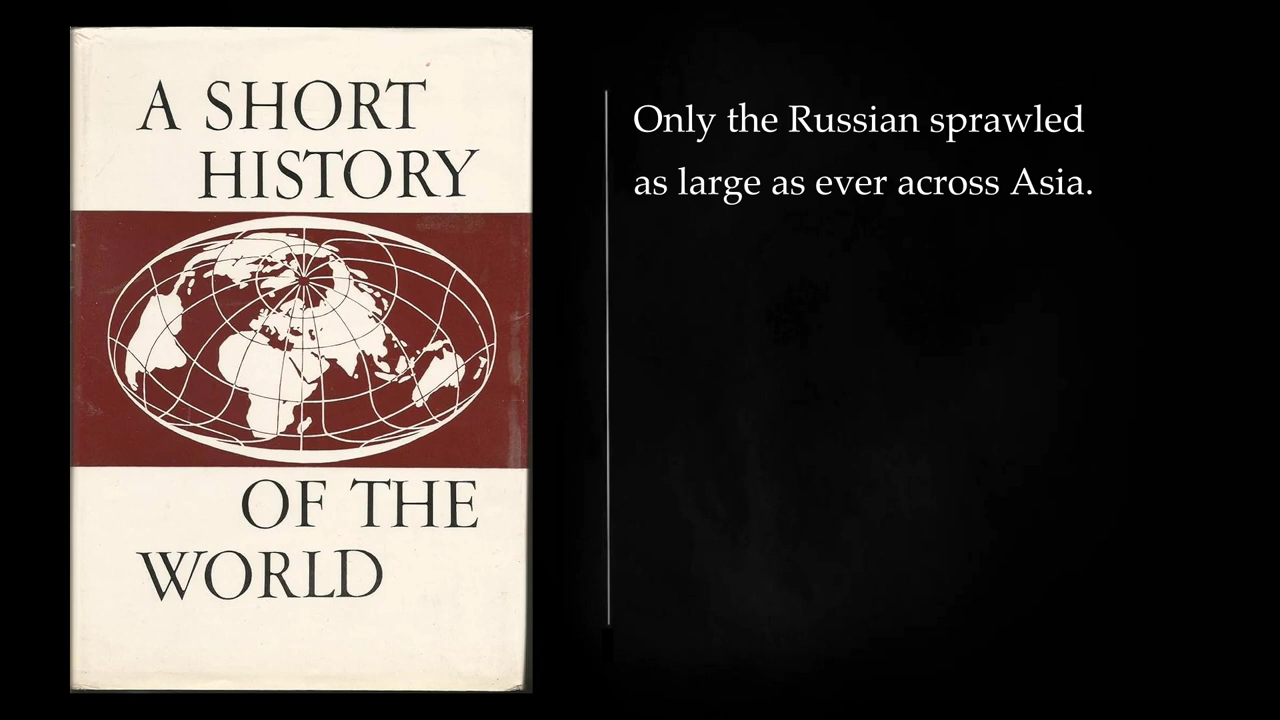 A SHORT
HISTORY
OF THE
WORLD
Only the Russian sprawled
as large as ever across Asia.